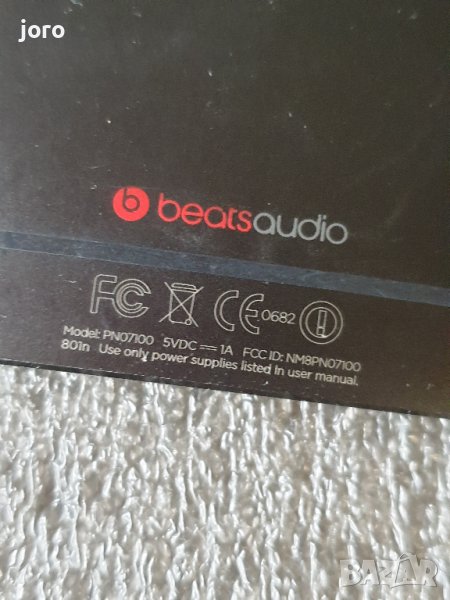 joro
beatsaudio
FC CE 0682
Model: PN07100 5VDC 1A FCC ID: NM8PN07100
801n Use only power supplies listed in user manual.
BAZAR